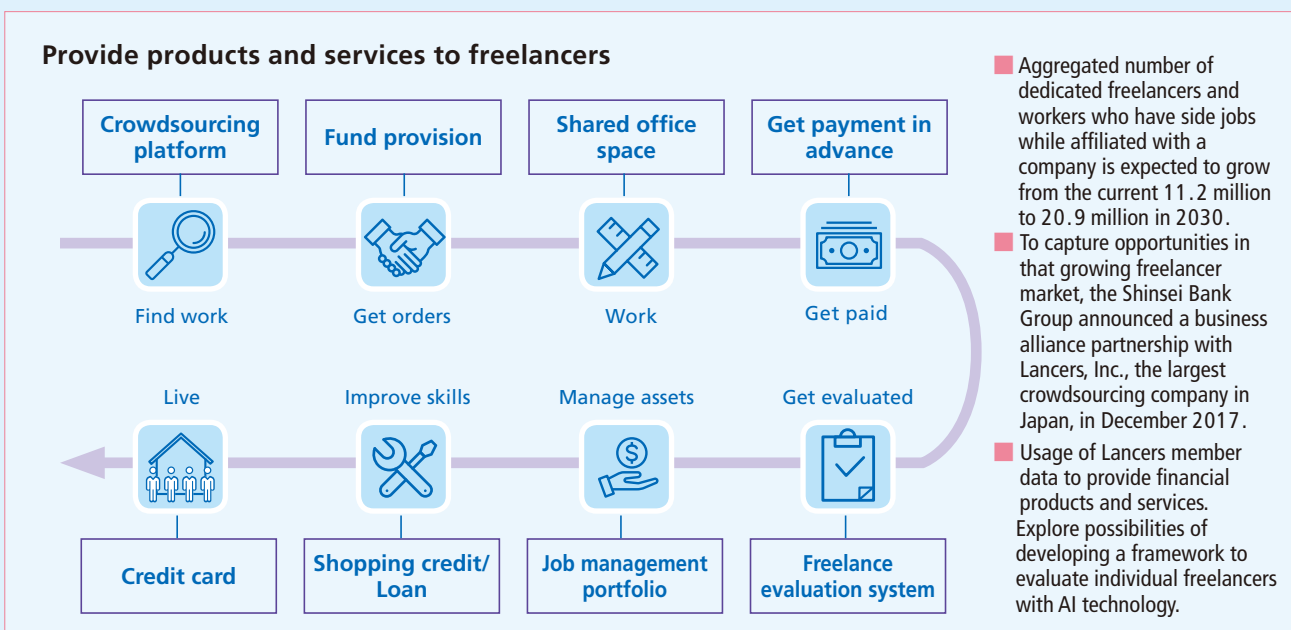 Provide products and services to freelancers
Crowdsourcing
platform
Fund provision
Shared office
space
Get payment in
advance
Find work
Get orders
Work
Get paid
Live
Improve skills
Manage assets
Get evaluated
$
Credit card
Shopping credit/
Loan
Job management
portfolio
Freelance
evaluation system
Aggregated number of
dedicated freelancers and
workers who have side jobs
while affiliated with a
company is expected to grow
from the current 11.2 million
to 20.9 million in 2030.
To capture opportunities in
that growing freelancer
market, the Shinsei Bank
Group announced a business
alliance partnership with
Lancers, Inc., the largest
crowdsourcing company in
Japan, in December 2017.
Usage of Lancers member
data to provide financial
products and services.
Explore possibilities of
developing a framework to
evaluate individual freelancers
with AI technology.